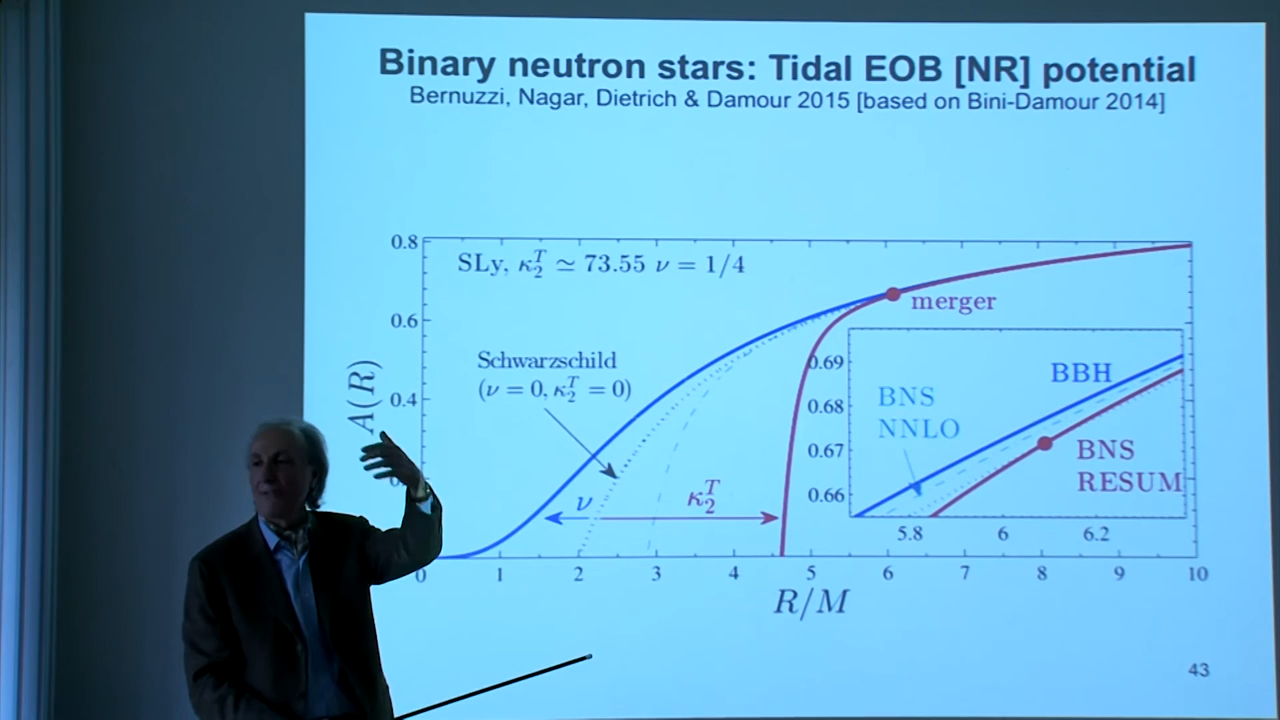 Binary neutron stars: Tidal EOB [NR] potential
Bernuzzi, Nagar, Dietrich & Damour 2015 [based on Bini-Damour 2014]
0.8
SLy, κ₂ᵀ ≃ 73.55 ν = 1/4
0.6
merger
Schwarzschild
(ν = 0, κ₂ᵀ = 0)
A(R)
0.4
0.69
BBH
BNS
NNLO
0.68
0.67
BNS
RESUM
0.66
ν
κ₂ᵀ
5.8 6 6.2
0 1 2 3 4 5 6 7 8 9 10
R/M
43